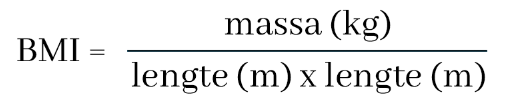 massa (kg)
BMI =
lengte (m) x lengte (m)